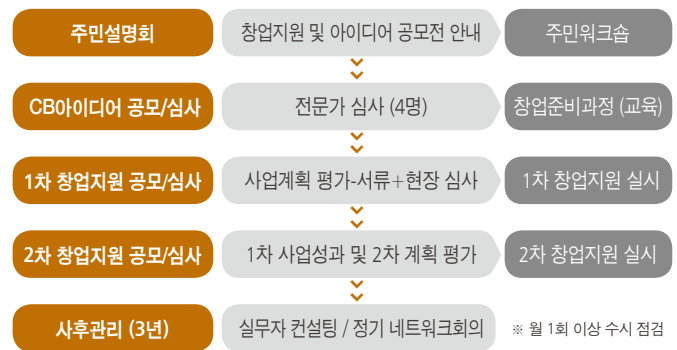 주민설명회
창업지원 및 아이디어 공모전 안내
주민워크숍
CB아이디어 공모/심사
전문가 심사 (4명)
창업준비과정 (교육)
1차 창업지원 공모/심사
사업계획 평가-서류+현장 심사
1차 창업지원 실시
2차 창업지원 공모/심사
1차 사업성과 및 2차 계획 평가
2차 창업지원 실시
사후관리 (3년)
실무자 컨설팅 / 정기 네트워크회의
※ 월 1회 이상 수시 점검